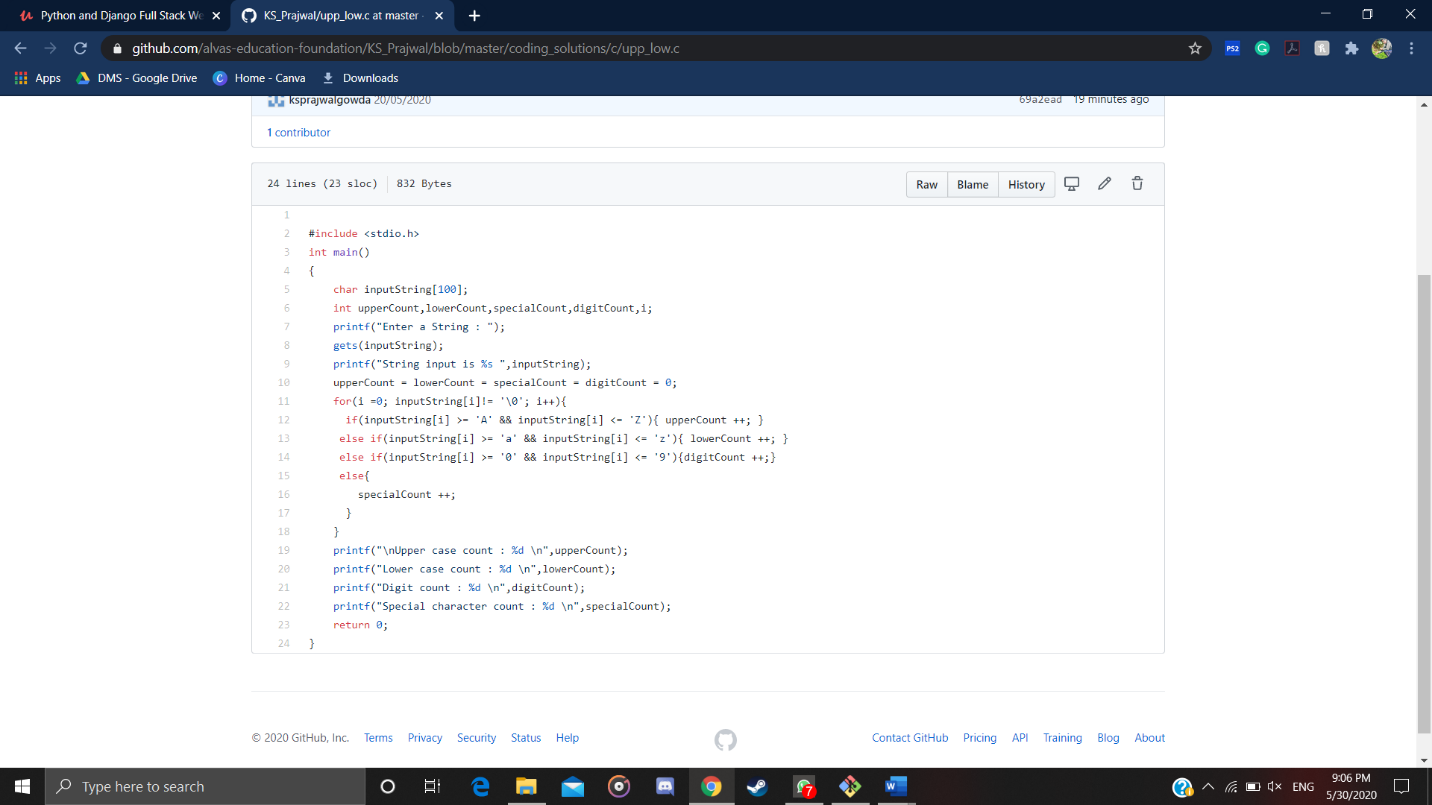 Python and Django Full Stack We
KS_Prajwal/upp_low.c at master ·
github.com/alvas-education-foundation/KS_Prajwal/blob/master/coding_solutions/c/upp_low.c
PS2
Apps
DMS - Google Drive
Home - Canva
Downloads
ksprajwalgowda 20/05/2020
69a2ead 19 minutes ago
1 contributor
24 lines (23 sloc) 832 Bytes
Raw Blame History
1
2 #include <stdio.h>
3 int main()
4 {
5 char inputString[100];
6 int upperCount,lowerCount,specialCount,digitCount,i;
7 printf("Enter a String : ");
8 gets(inputString);
9 printf("String input is %s ",inputString);
10 upperCount = lowerCount = specialCount = digitCount = 0;
11 for(i =0; inputString[i]!= '\0'; i++){
12 if(inputString[i] >= 'A' && inputString[i] <= 'Z'){ upperCount ++; }
13 else if(inputString[i] >= 'a' && inputString[i] <= 'z'){ lowerCount ++; }
14 else if(inputString[i] >= '0' && inputString[i] <= '9'){digitCount ++;}
15 else{
16 specialCount ++;
17 }
18 }
19 printf("\nUpper case count : %d \n",upperCount);
20 printf("Lower case count : %d \n",lowerCount);
21 printf("Digit count : %d \n",digitCount);
22 printf("Special character count : %d \n",specialCount);
23 return 0;
24 }
© 2020 GitHub, Inc. Terms Privacy Security Status Help
Contact GitHub Pricing API Training Blog About
Type here to search
7
ENG
9:06 PM
5/30/2020